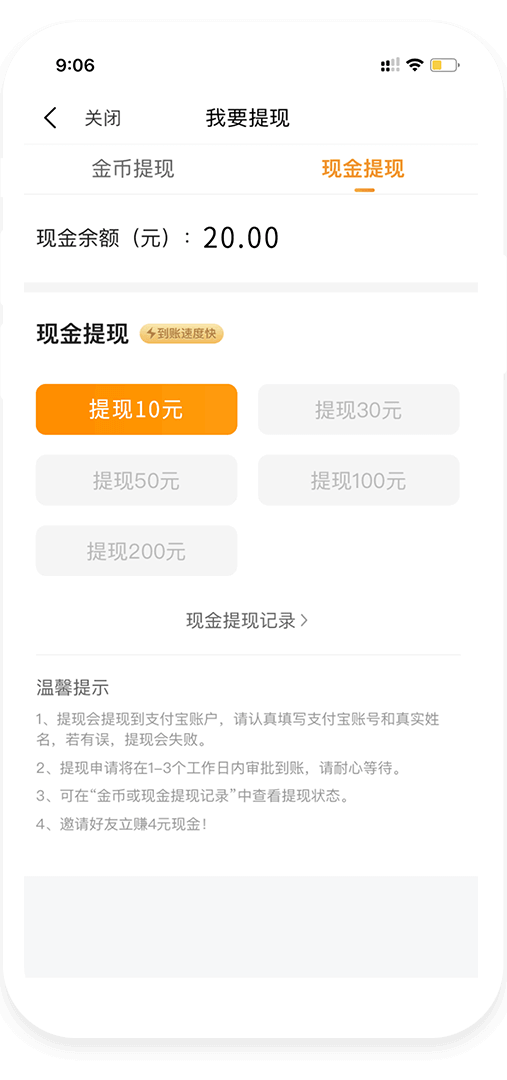 9:06
关闭 我要提现
金币提现 现金提现
现金余额（元）：20.00
现金提现 到账速度快
提现10元 提现30元
提现50元 提现100元
提现200元
现金提现记录
温馨提示
1、提现会提现到支付宝账户，请认真填写支付宝账号和真实姓
名，若有误，提现会失败。
2、提现申请将在1-3个工作日内审批到账，请耐心等待。
3、可在“金币或现金提现记录”中查看提现状态。
4、邀请好友立赚4元现金！